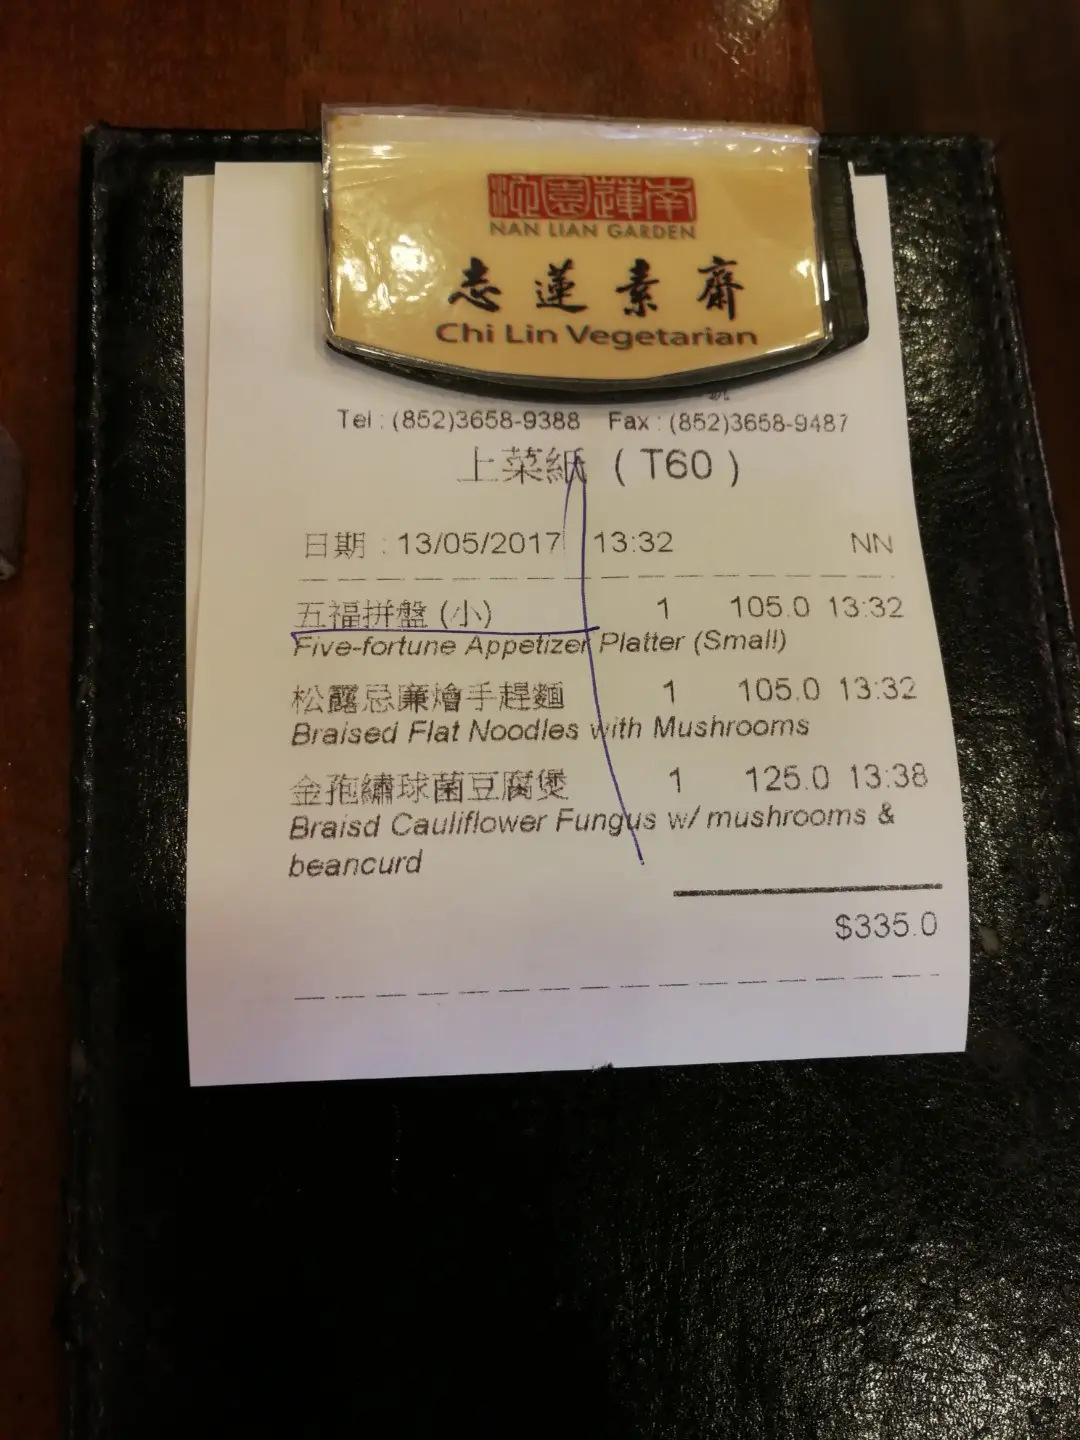 南蓮園池
NAN LIAN GARDEN
志蓮素齋
Chi Lin Vegetarian
號
Tel : (852)3658-9388 Fax : (852)3658-9487
上菜紙 ( T60 )
日期 : 13/05/2017 13:32 NN
五福拼盤 (小) 1 105.0 13:32
Five-fortune Appetizer Platter (Small)
松露忌廉燴手趕麵 1 105.0 13:32
Braised Flat Noodles with Mushrooms
金孢繡球菌豆腐煲 1 125.0 13:38
Braisd Cauliflower Fungus w/ mushrooms &
beancurd
$335.0